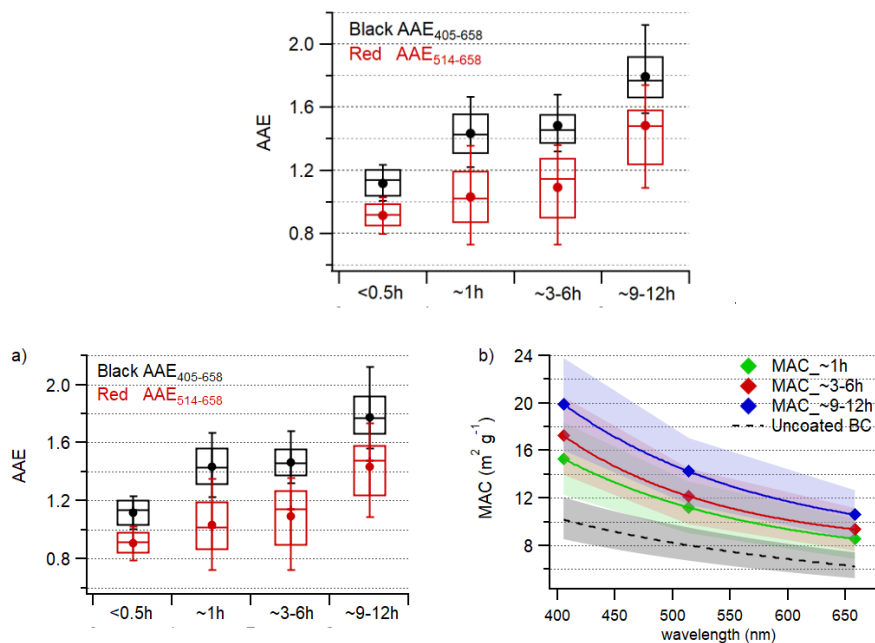 Black AAE405-658
Red AAE514-658
AAE
2.0
1.6
1.2
0.8
<0.5h
~1h
~3-6h
~9-12h
a)
Black AAE405-658
Red AAE514-658
AAE
2.0
1.6
1.2
0.8
<0.5h
~1h
~3-6h
~9-12h
b)
MAC_~1h
MAC_~3-6h
MAC_~9-12h
Uncoated BC
MAC (m2 g-1)
24
20
16
12
8
400
450
500
550
600
650
wavelength (nm)